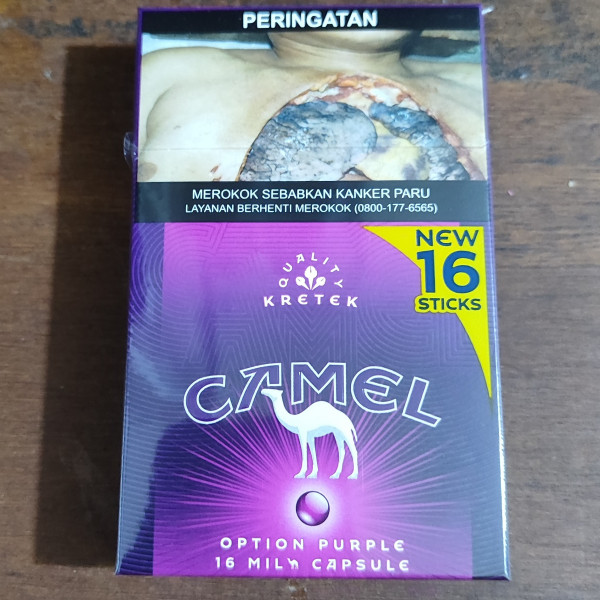 PERINGATAN
MEROKOK SEBABKAN KANKER PARU
LAYANAN BERHENTI MEROKOK (0800-177-6565)
NEW
16
STICKS
QUALITY
KRETEK
CAMEL
OPTION PURPLE
16 MILD CAPSULE